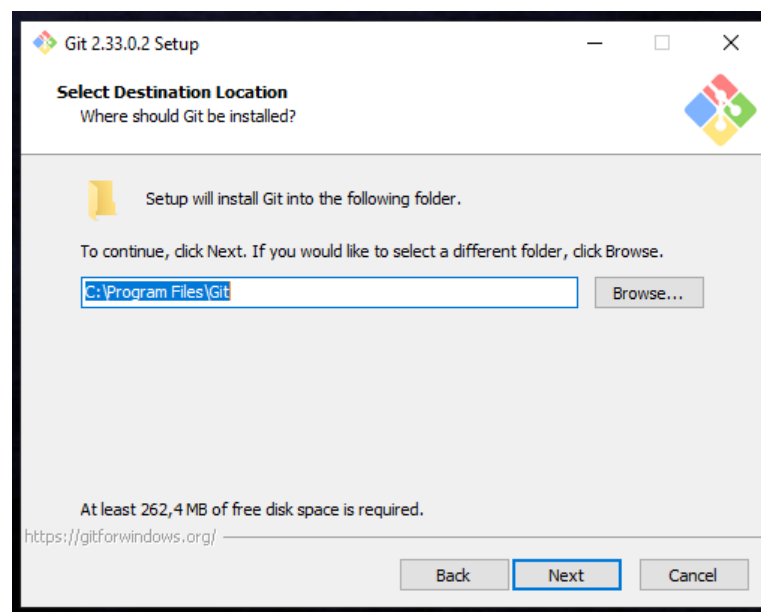 Git 2.33.0.2 Setup
Select Destination Location
Where should Git be installed?
Setup will install Git into the following folder.
To continue, click Next. If you would like to select a different folder, click Browse.
C:\Program Files\Git
Browse...
At least 262,4 MB of free disk space is required.
https://gitforwindows.org/
Back
Next
Cancel